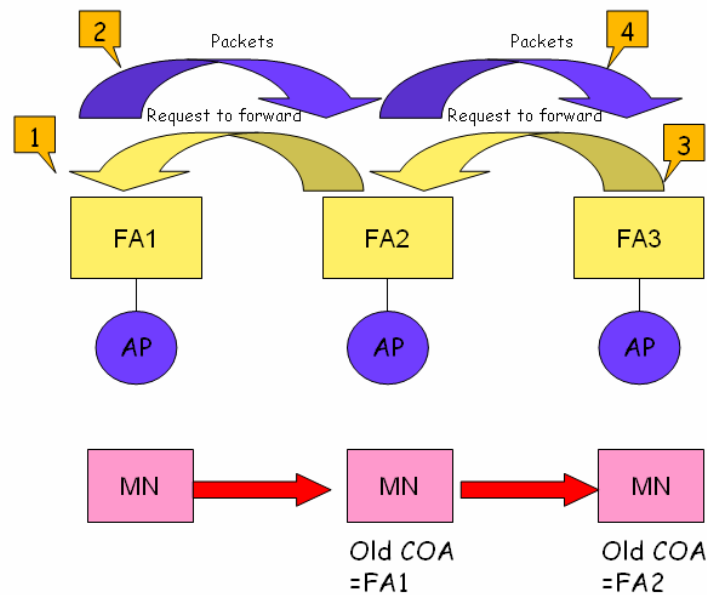 2
Packets
Packets
4
1
Request to forward
Request to forward
3
FA1
FA2
FA3
AP
AP
AP
MN
MN
MN
Old COA
=FA1
Old COA
=FA2